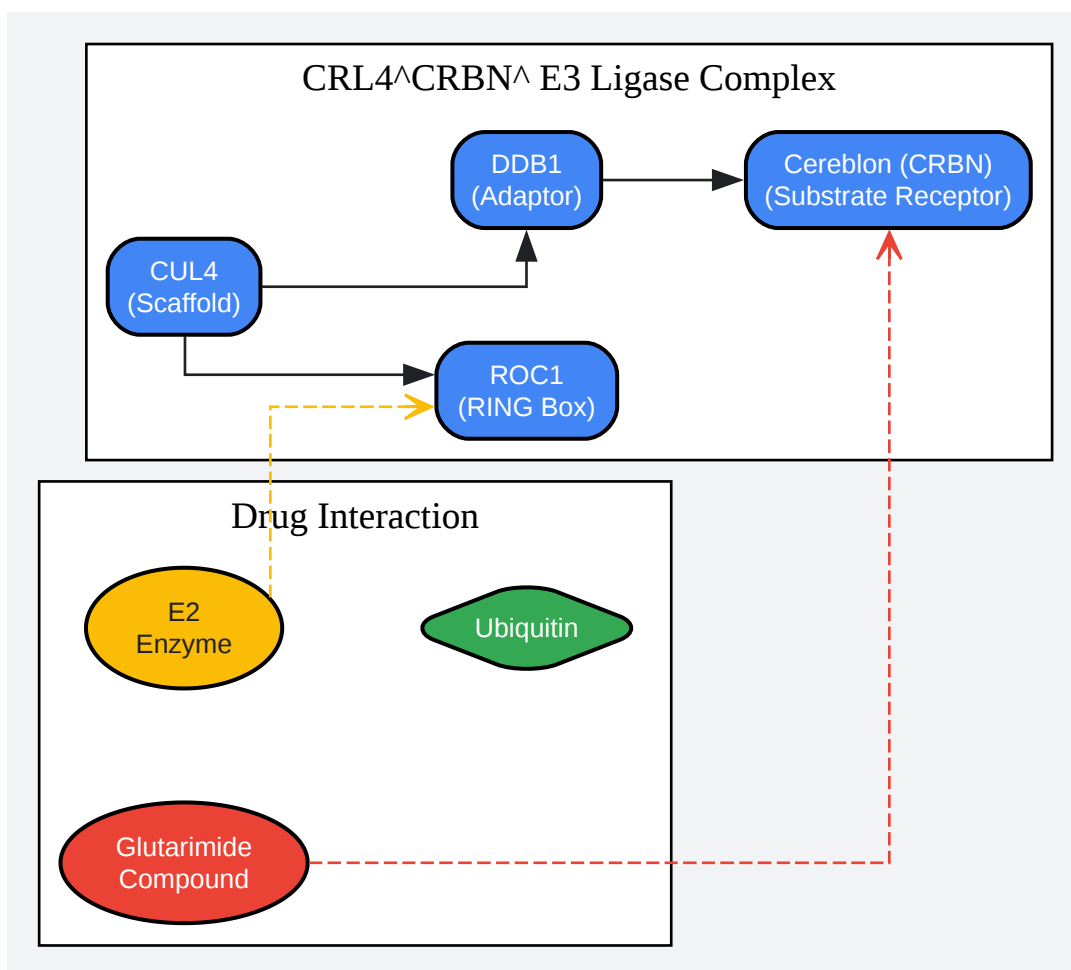 CRL4^CRBN^ E3 Ligase Complex
DDB1
(Adaptor)
Cereblon (CRBN)
(Substrate Receptor)
CUL4
(Scaffold)
ROC1
(RING Box)
Drug Interaction
E2
Enzyme
Ubiquitin
Glutarimide
Compound